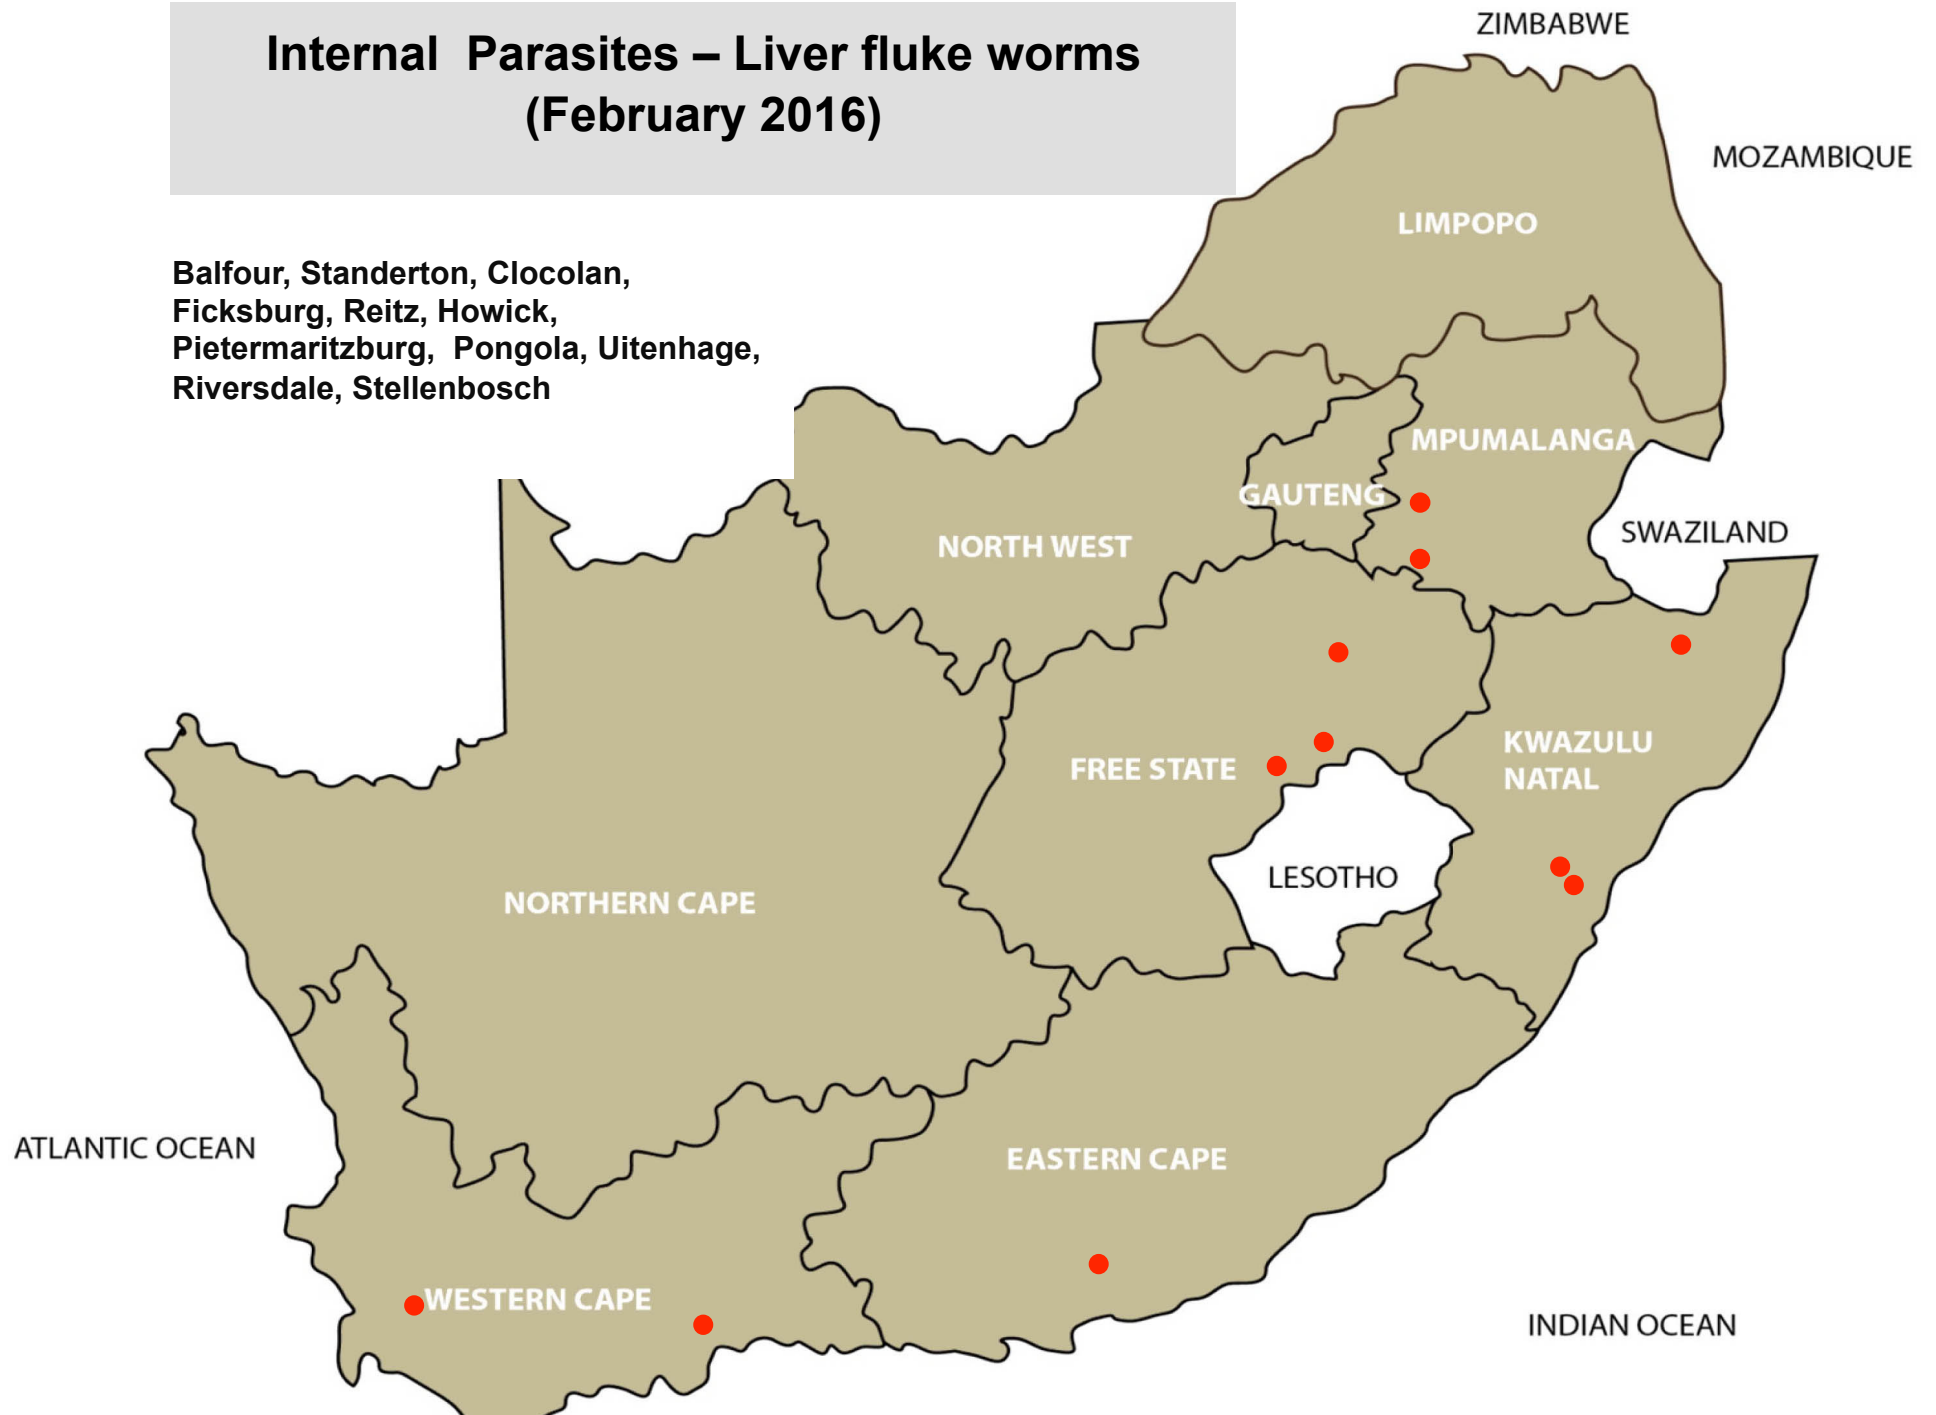 Internal  Parasites – Liver fluke worms
(February 2016)
ZIMBABWE
MOZAMBIQUE
LIMPOPO
Balfour, Standerton, Clocolan,
Ficksburg, Reitz, Howick,
Pietermaritzburg,  Pongola, Uitenhage,
Riversdale, Stellenbosch
MPUMALANGA
GAUTENG
SWAZILAND
NORTH WEST
KWAZULU
NATAL
FREE STATE
LESOTHO
NORTHERN CAPE
ATLANTIC OCEAN
EASTERN CAPE
WESTERN CAPE
INDIAN OCEAN